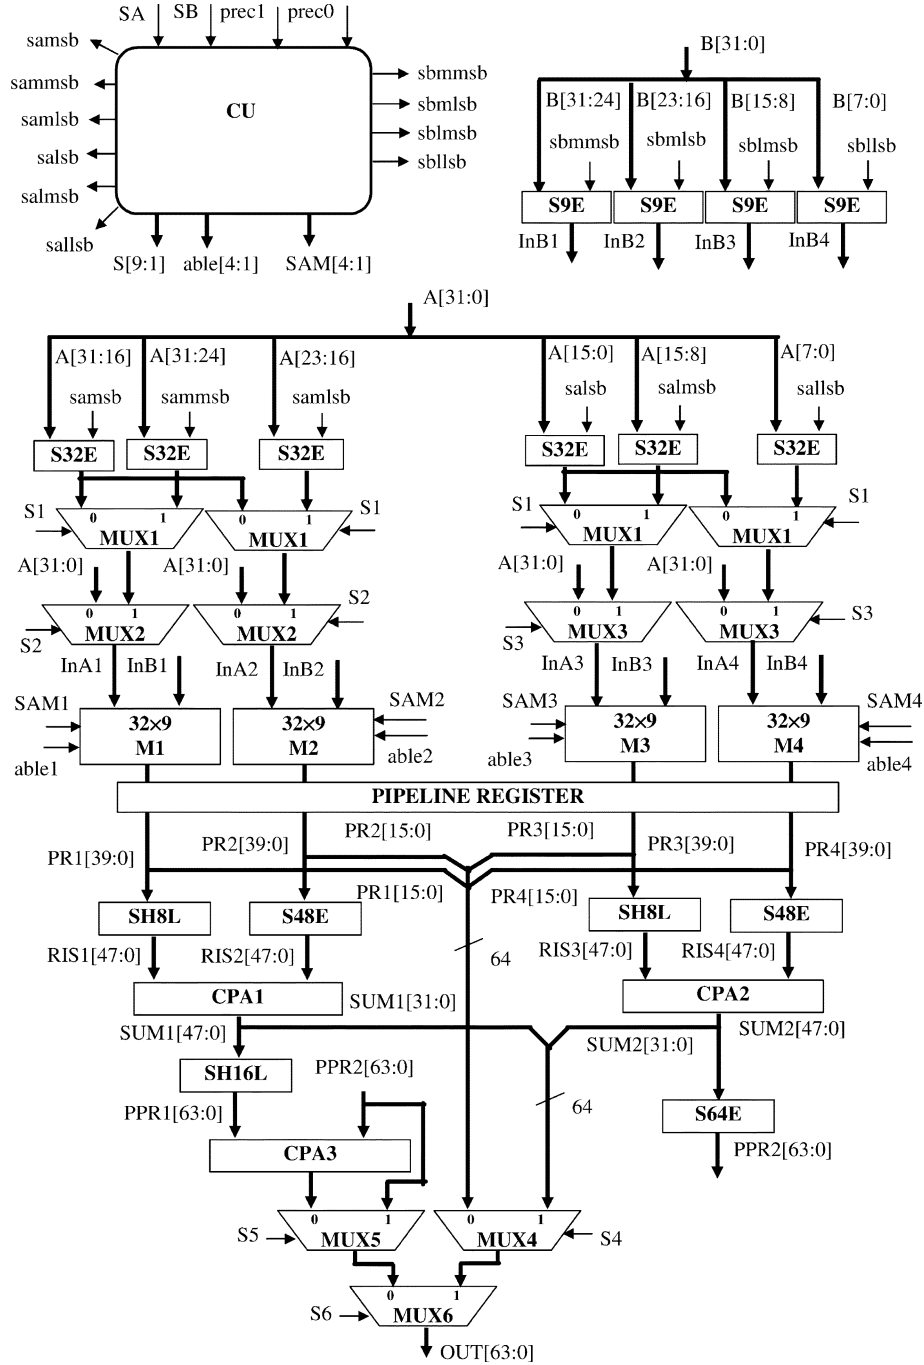 SA SB prec1 prec0
samsb
sammsb
samlsb
salsb
salmsb
sallsb
CU
sbmmsb
sbmlsb
sblmsb
sbllsb
S[9:1] able[4:1] SAM[4:1]
B[31:0]
B[31:24] B[23:16] B[15:8] B[7:0]
sbmmsb sbmlsb sblmsb sbllsb
S9E S9E S9E S9E
InB1 InB2 InB3 InB4
A[31:0]
A[31:16] A[31:24] A[23:16] A[15:0] A[15:8] A[7:0]
samsb sammsb samlsb salsb salmsb sallsb
S32E S32E S32E S32E S32E S32E
S1 0 1 0 1 S1 S1 0 1 0 1 S1
MUX1 MUX1 MUX1 MUX1
A[31:0] A[31:0] A[31:0] A[31:0]
0 1 0 1 S2 0 1 0 1 S3
S2 MUX2 MUX2 S3 MUX3 MUX3
InA1 InB1 InA2 InB2 InA3 InB3 InA4 InB4
SAM1 SAM2 SAM3 SAM4
32×9 32×9 32×9 32×9
M1 M2 M3 M4
able1 able2 able3 able4
PIPELINE REGISTER
PR1[39:0] PR2[39:0] PR2[15:0] PR3[15:0] PR3[39:0] PR4[39:0]
PR1[15:0] PR4[15:0]
SH8L S48E SH8L S48E
RIS1[47:0] RIS2[47:0] 64 RIS3[47:0] RIS4[47:0]
CPA1 CPA2
SUM1[31:0]
SUM1[47:0] SUM2[31:0] SUM2[47:0]
SH16L PPR2[63:0]
PPR1[63:0] 64 S64E
CPA3 PPR2[63:0]
0 1 0 1
S5 MUX5 MUX4 S4
0 1
S6 MUX6
OUT[63:0]